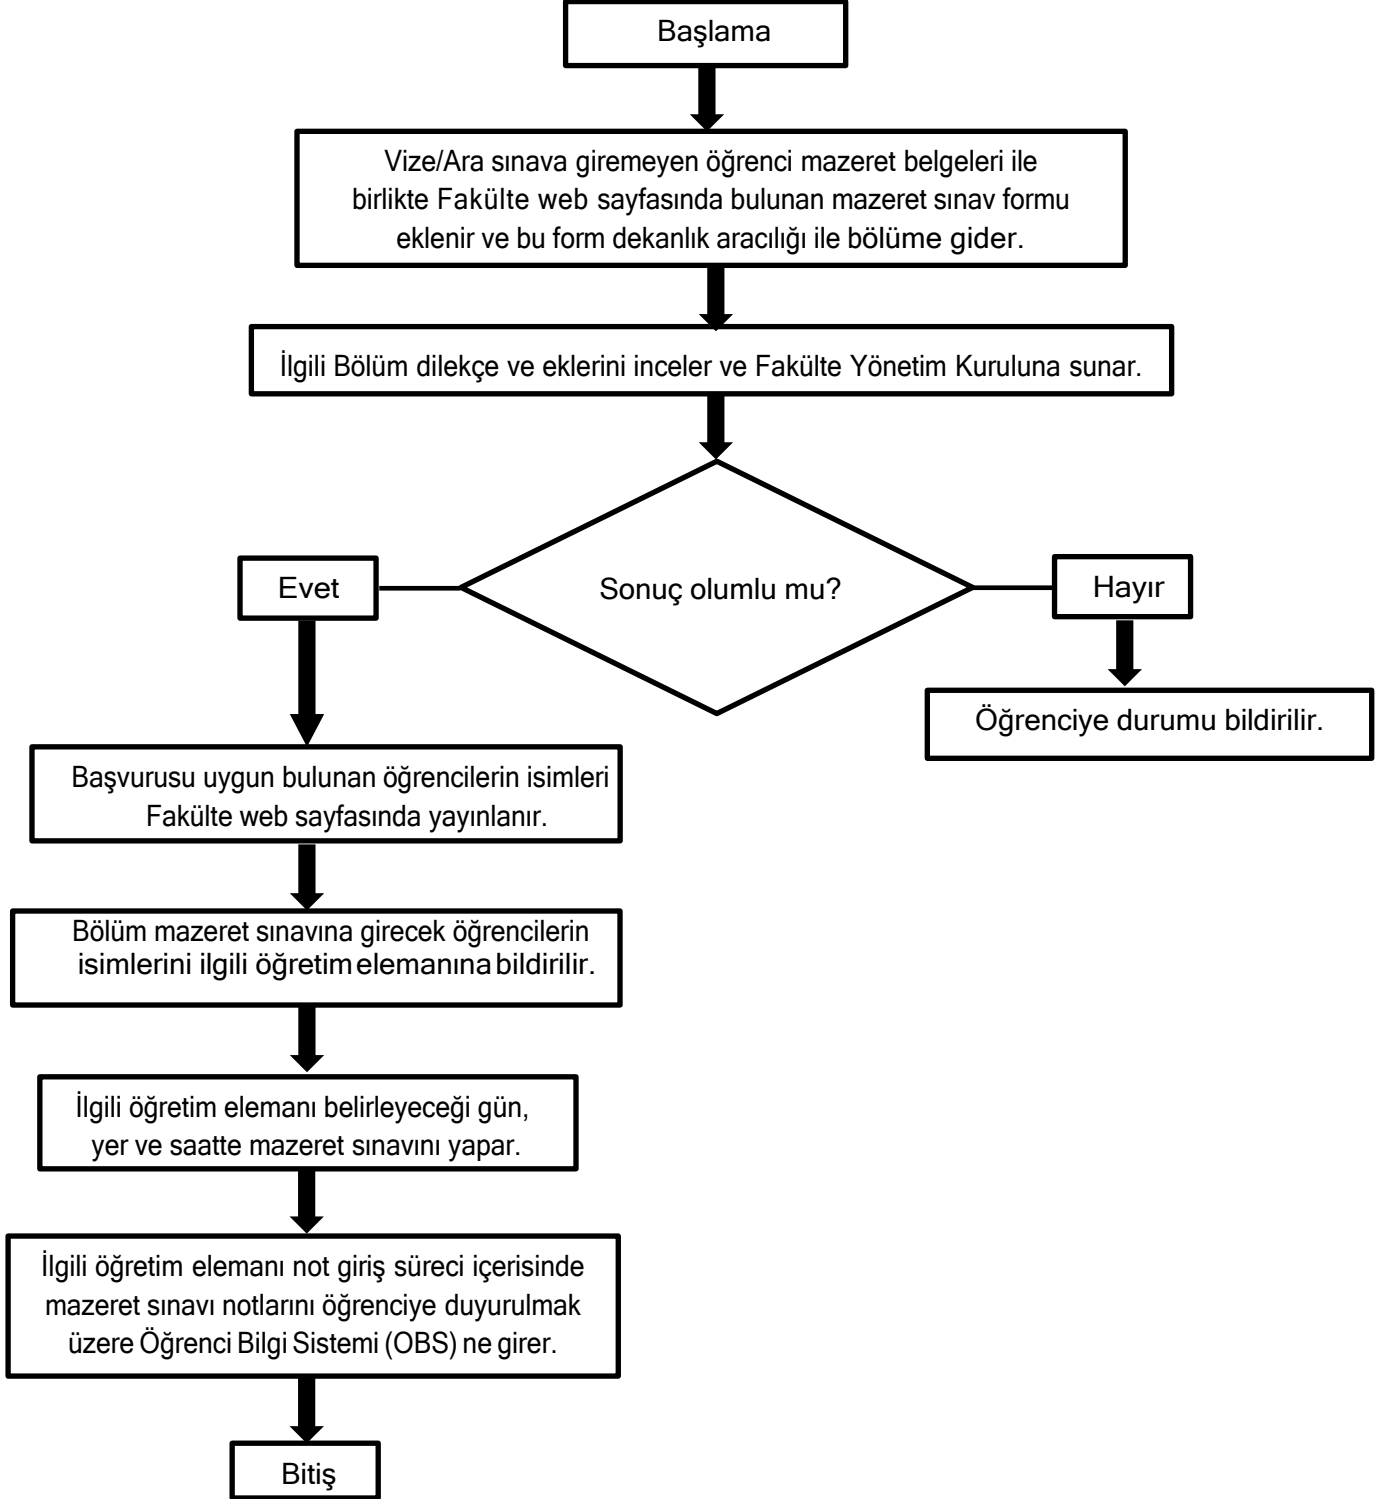 Başlama
Vize/Ara sınava giremeyen öğrenci mazeret belgeleri ile
birlikte Fakülte web sayfasında bulunan mazeret sınav formu
eklenir ve bu form dekanlık aracılığı ile bölüme gider.
İlgili Bölüm dilekçe ve eklerini inceler ve Fakülte Yönetim Kuruluna sunar.
Sonuç olumlu mu?
Evet
Hayır
Öğrenciye durumu bildirilir.
Başvurusu uygun bulunan öğrencilerin isimleri
Fakülte web sayfasında yayınlanır.
Bölüm mazeret sınavına girecek öğrencilerin
isimlerini ilgili öğretim elemanına bildirilir.
İlgili öğretim elemanı belirleyeceği gün,
yer ve saatte mazeret sınavını yapar.
İlgili öğretim elemanı not giriş süreci içerisinde
mazeret sınavı notlarını öğrenciye duyurulmak
üzere Öğrenci Bilgi Sistemi (OBS) ne girer.
Bitiş